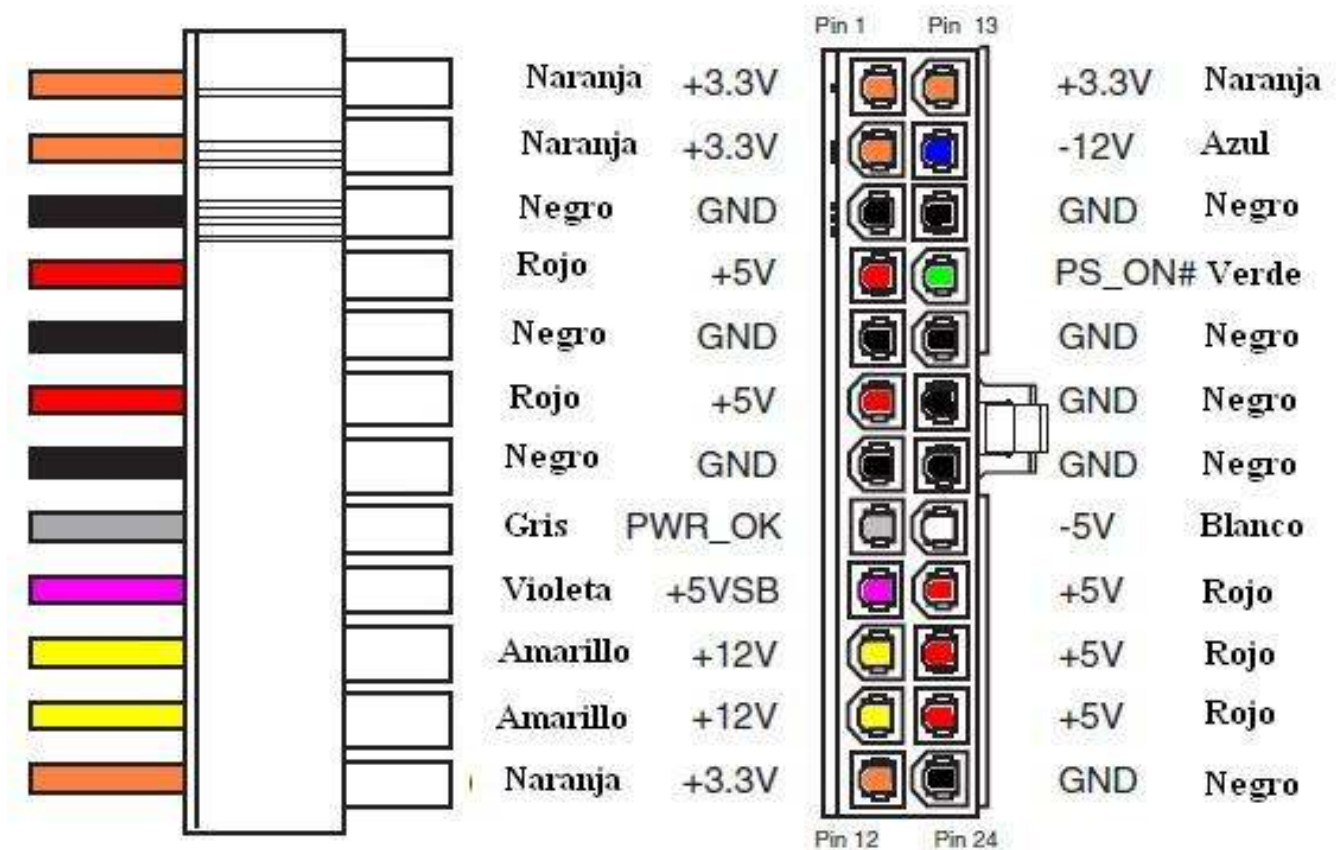 Pin 1 Pin 13
Naranja +3.3V +3.3V Naranja
Naranja +3.3V -12V Azul
Negro GND GND Negro
Rojo +5V PS_ON# Verde
Negro GND GND Negro
Rojo +5V GND Negro
Negro GND GND Negro
Gris PWR_OK -5V Blanco
Violeta +5VSB +5V Rojo
Amarillo +12V +5V Rojo
Amarillo +12V +5V Rojo
Naranja +3.3V GND Negro
Pin 12 Pin 24